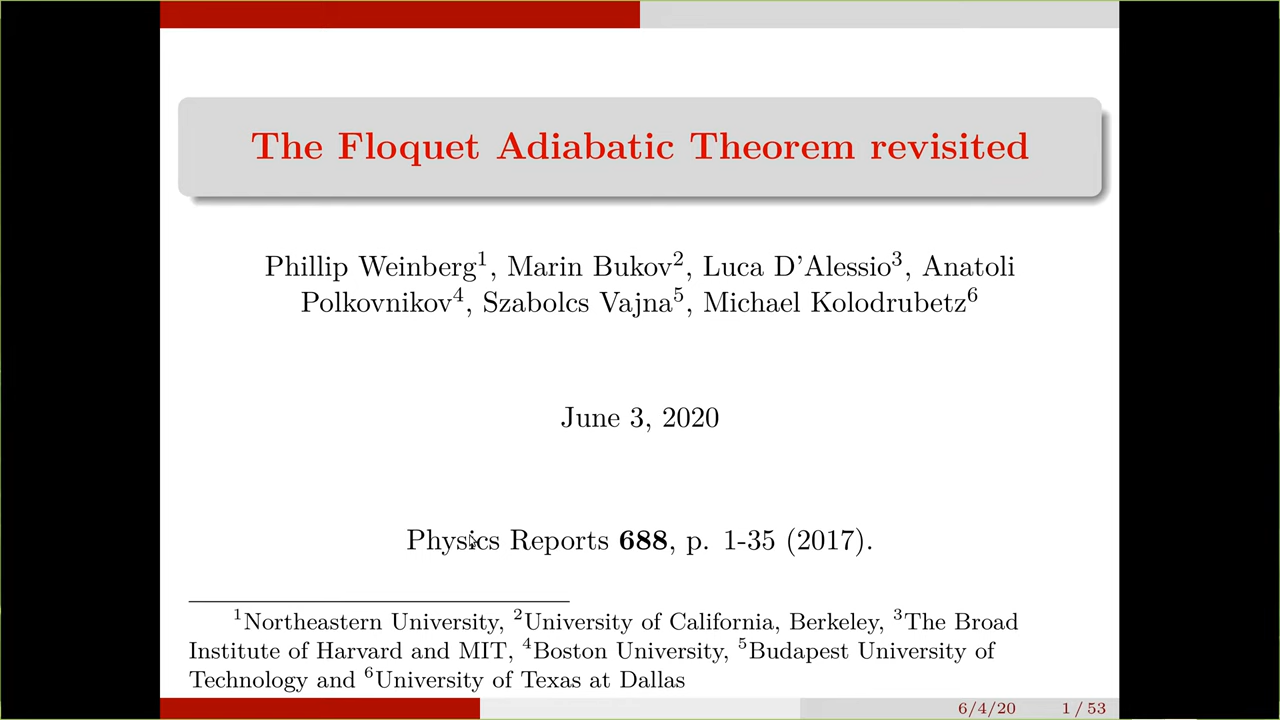 The Floquet Adiabatic Theorem revisited
Phillip Weinberg¹, Marin Bukov², Luca D'Alessio³, Anatoli
Polkovnikov⁴, Szabolcs Vajna⁵, Michael Kolodrubetz⁶
June 3, 2020
Physics Reports 688, p. 1-35 (2017).
¹Northeastern University, ²University of California, Berkeley, ³The Broad
Institute of Harvard and MIT, ⁴Boston University, ⁵Budapest University of
Technology and ⁶University of Texas at Dallas
6/4/20 1 / 53